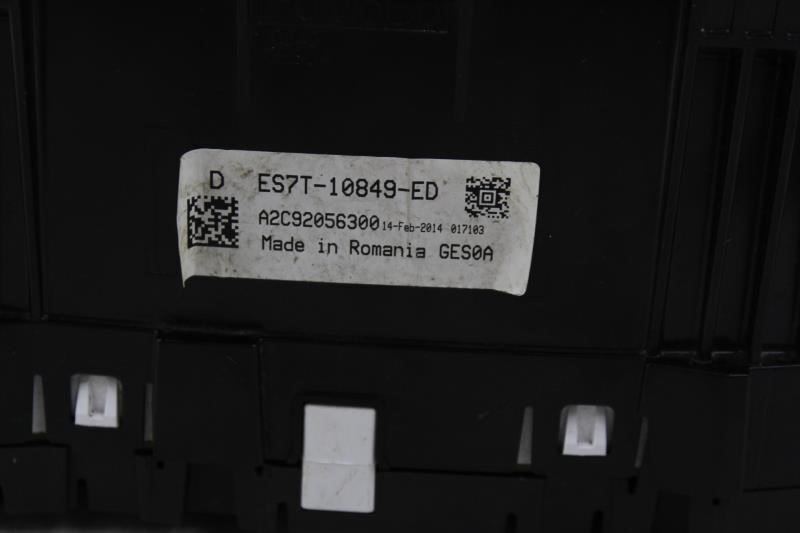 D ES7T-10849-ED
A2C92056300 14-Feb-2014 017103
Made in Romania GES0A